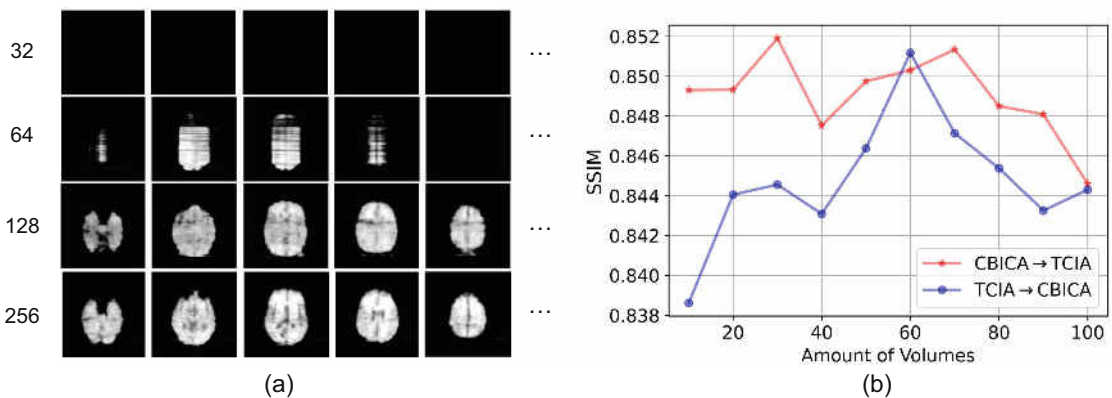 32
...
64
...
128
...
256
...
(a)
0.852
0.850
0.848
0.846
0.844
0.842
0.840
0.838
SSIM
CBICA→TCIA
TCIA→CBICA
20 40 60 80 100
Amount of Volumes
(b)